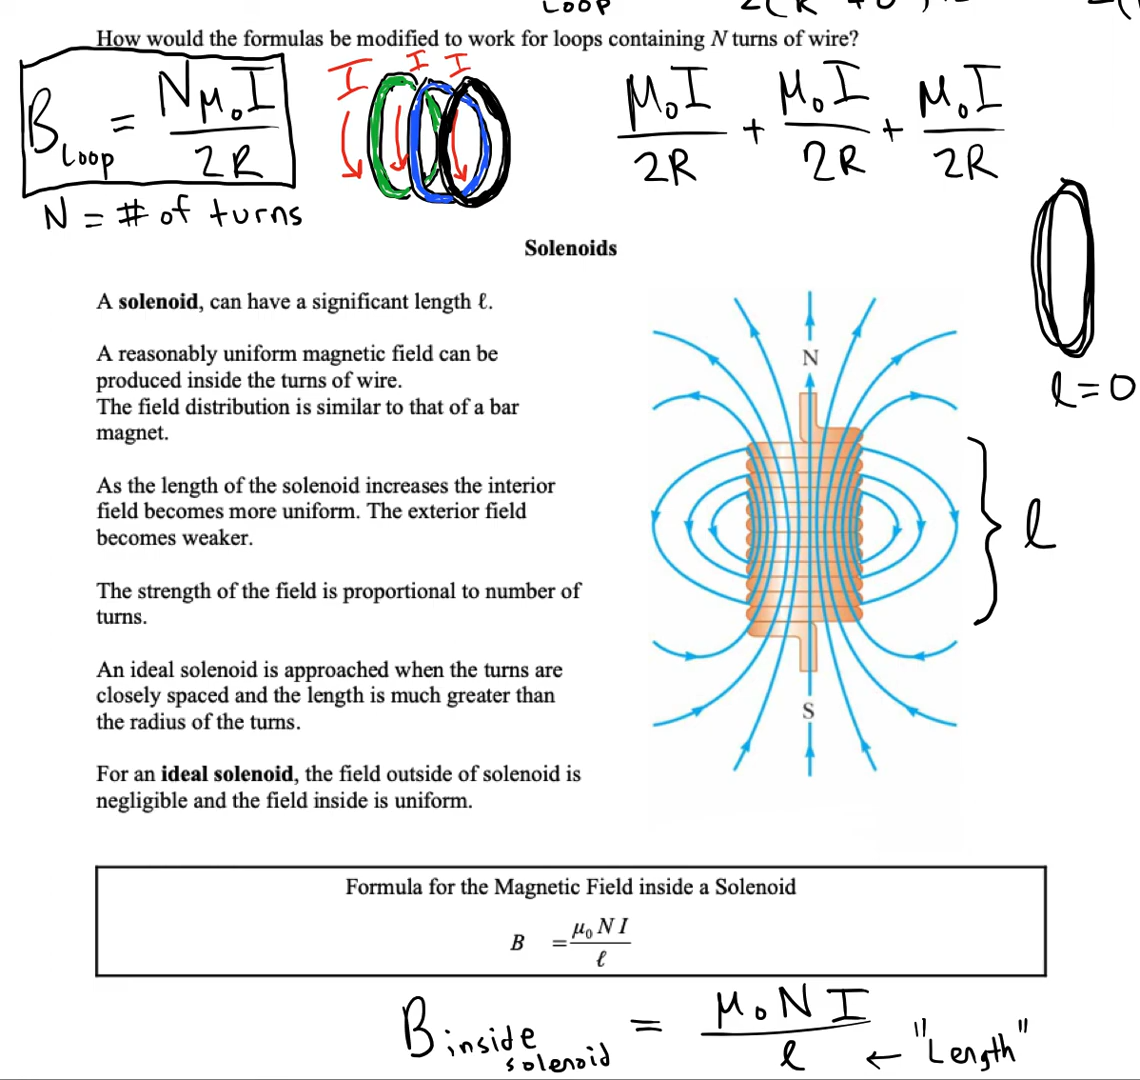 LOOP
How would the formulas be modified to work for loops containing N turns of wire?
B_Loop = Nμ₀I / 2R
I I I
μ₀I / 2R + μ₀I / 2R + μ₀I / 2R
N = # of turns
Solenoids
A solenoid, can have a significant length ℓ.
A reasonably uniform magnetic field can be
produced inside the turns of wire.
The field distribution is similar to that of a bar
magnet.
N
ℓ = 0
As the length of the solenoid increases the interior
field becomes more uniform. The exterior field
becomes weaker.
ℓ
The strength of the field is proportional to number of
turns.
An ideal solenoid is approached when the turns are
closely spaced and the length is much greater than
the radius of the turns.
S
For an ideal solenoid, the field outside of solenoid is
negligible and the field inside is uniform.
Formula for the Magnetic Field inside a Solenoid
B = μ₀ N I / ℓ
B inside solenoid = μ₀ N I / ℓ ← "Length"